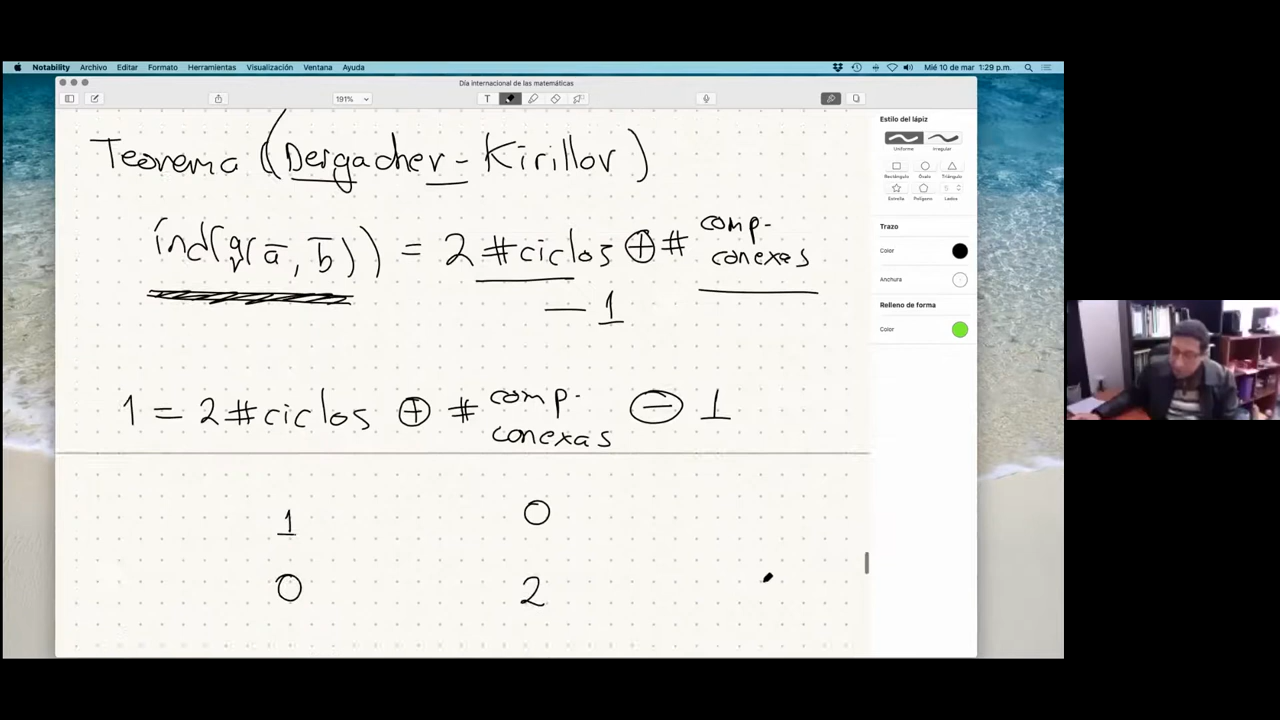 Notability Archivo Editar Formato Herramientas Visualización Ventana Ayuda Mié 10 de mar 1:29 p.m.
Día internacional de las matemáticas
191% T
Teorema (Dergacher-Kirillov)
ind(q(a̅, b̅)) = 2 #ciclos ⊕ # comp-
conexas
— 1
1 = 2 #ciclos ⊕ # comp-
conexas ⊖ 1
1 0
0 2
Estilo del lápiz
Uniforme Irregular
Rectángulo Óvalo Triángulo
Estrella Polígono Lados
Trazo
Color
Anchura
Relleno de forma
Color